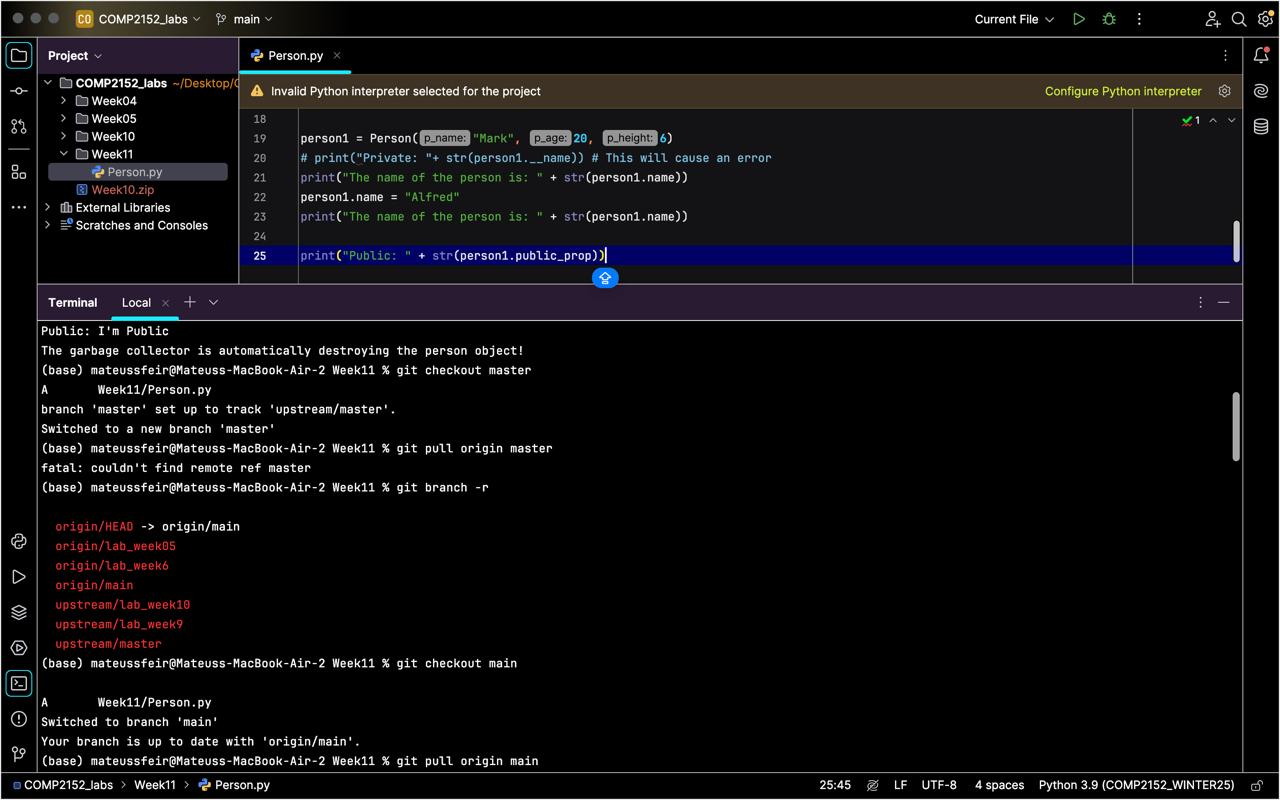 CO COMP2152_labs main Current File
Project
Person.py
COMP2152_labs ~/Desktop/C
Week04
Week05
Week10
Week11
Person.py
Week10.zip
External Libraries
Scratches and Consoles
Invalid Python interpreter selected for the project Configure Python interpreter
18 1
19 person1 = Person( p_name: "Mark", p_age: 20, p_height: 6)
20 # print("Private: "+ str(person1.__name)) # This will cause an error
21 print("The name of the person is: " + str(person1.name))
22 person1.name = "Alfred"
23 print("The name of the person is: " + str(person1.name))
24
25 print("Public: " + str(person1.public_prop))
Terminal Local
Public: I'm Public
The garbage collector is automatically destroying the person object!
(base) mateussfeir@Mateuss-MacBook-Air-2 Week11 % git checkout master
A Week11/Person.py
branch 'master' set up to track 'upstream/master'.
Switched to a new branch 'master'
(base) mateussfeir@Mateuss-MacBook-Air-2 Week11 % git pull origin master
fatal: couldn't find remote ref master
(base) mateussfeir@Mateuss-MacBook-Air-2 Week11 % git branch -r
origin/HEAD -> origin/main
origin/lab_week05
origin/lab_week6
origin/main
upstream/lab_week10
upstream/lab_week9
upstream/master
(base) mateussfeir@Mateuss-MacBook-Air-2 Week11 % git checkout main
A Week11/Person.py
Switched to branch 'main'
Your branch is up to date with 'origin/main'.
(base) mateussfeir@Mateuss-MacBook-Air-2 Week11 % git pull origin main
COMP2152_labs > Week11 > Person.py 25:45 LF UTF-8 4 spaces Python 3.9 (COMP2152_WINTER25)